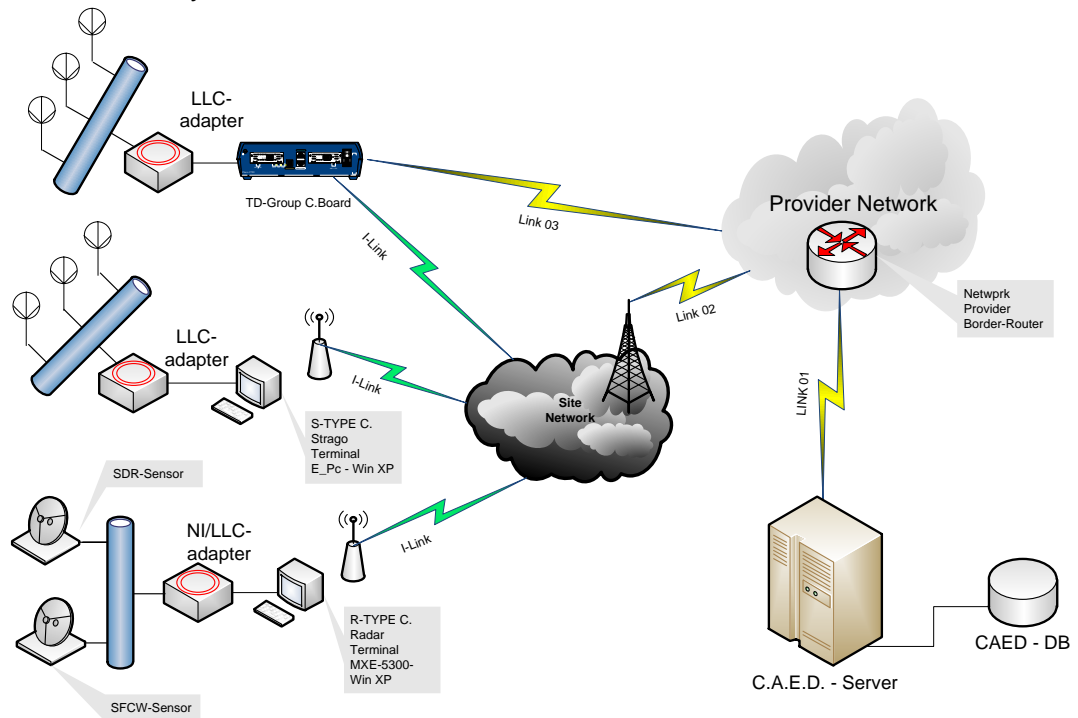 LLC-
adapter
TD-Group C.Board
Link 03
I-Link
Provider Network
Link 02
Netwprk
Provider
Border-Router
LLC-
adapter
I-Link
Site
Network
LINK 01
S-TYPE C.
Strago
Terminal
E_Pc - Win XP
SDR-Sensor
NI/LLC-
adapter
I-Link
R-TYPE C.
Radar
Terminal
MXE-5300-
Win XP
CAED - DB
C.A.E.D. - Server
SFCW-Sensor